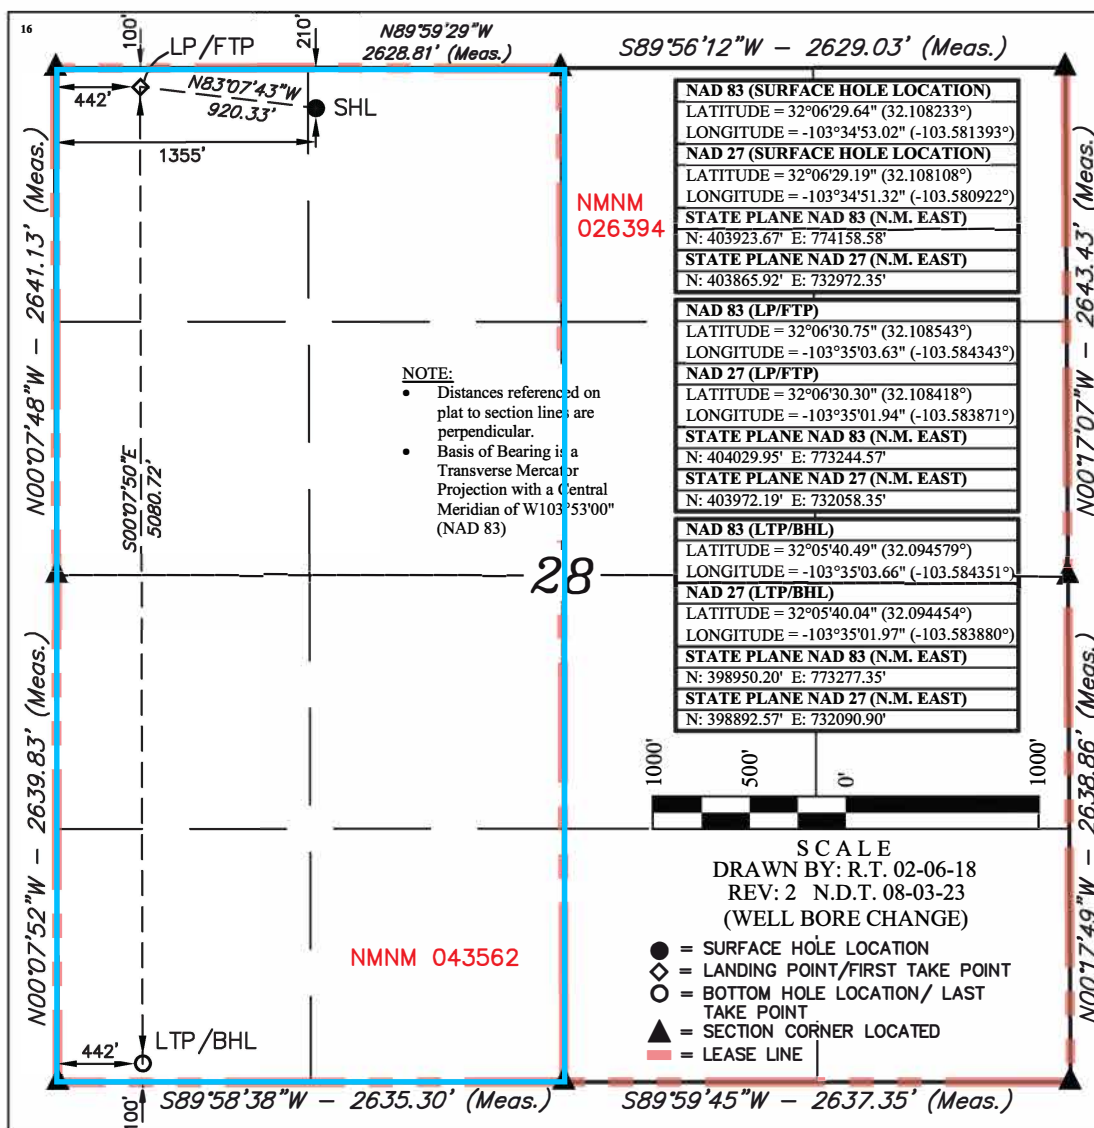 16
100'
LP/FTP
210'
N89°59'29"W
2628.81' (Meas.)
S89°56'12"W – 2629.03' (Meas.)
442'
N83°07'43"W
920.33'
SHL
1355'
NMNM
026394
N00°07'48"W – 2641.13' (Meas.)
N00°17'07"W – 2643.43' (Meas.)
NAD 83 (SURFACE HOLE LOCATION)
LATITUDE = 32°06'29.64" (32.108233°)
LONGITUDE = -103°34'53.02" (-103.581393°)
NAD 27 (SURFACE HOLE LOCATION)
LATITUDE = 32°06'29.19" (32.108108°)
LONGITUDE = -103°34'51.32" (-103.580922°)
STATE PLANE NAD 83 (N.M. EAST)
N: 403923.67' E: 774158.58'
STATE PLANE NAD 27 (N.M. EAST)
N: 403865.92' E: 732972.35'
NAD 83 (LP/FTP)
LATITUDE = 32°06'30.75" (32.108543°)
LONGITUDE = -103°35'03.63" (-103.584343°)
NAD 27 (LP/FTP)
LATITUDE = 32°06'30.30" (32.108418°)
LONGITUDE = -103°35'01.94" (-103.583871°)
STATE PLANE NAD 83 (N.M. EAST)
N: 404029.95' E: 773244.57'
STATE PLANE NAD 27 (N.M. EAST)
N: 403972.19' E: 732058.35'
NAD 83 (LTP/BHL)
LATITUDE = 32°05'40.49" (32.094579°)
LONGITUDE = -103°35'03.66" (-103.584351°)
NAD 27 (LTP/BHL)
LATITUDE = 32°05'40.04" (32.094454°)
LONGITUDE = -103°35'01.97" (-103.583880°)
STATE PLANE NAD 83 (N.M. EAST)
N: 398950.20' E: 773277.35'
STATE PLANE NAD 27 (N.M. EAST)
N: 398892.57' E: 732090.90'
NOTE:
• Distances referenced on
plat to section lines are
perpendicular.
• Basis of Bearing is a
Transverse Mercator
Projection with a Central
Meridian of W103°53'00"
(NAD 83)
S00°07'50"E
5080.72'
28
N00°07'52"W – 2639.83' (Meas.)
N00°17'49"W – 2638.86' (Meas.)
1000'
500'
0'
1000'
SCALE
DRAWN BY: R.T. 02-06-18
REV: 2 N.D.T. 08-03-23
(WELL BORE CHANGE)
= SURFACE HOLE LOCATION
= LANDING POINT/FIRST TAKE POINT
= BOTTOM HOLE LOCATION/ LAST
TAKE POINT
= SECTION CORNER LOCATED
= LEASE LINE
NMNM 043562
LTP/BHL
442'
100'
S89°58'38"W – 2635.30' (Meas.)
S89°59'45"W – 2637.35' (Meas.)